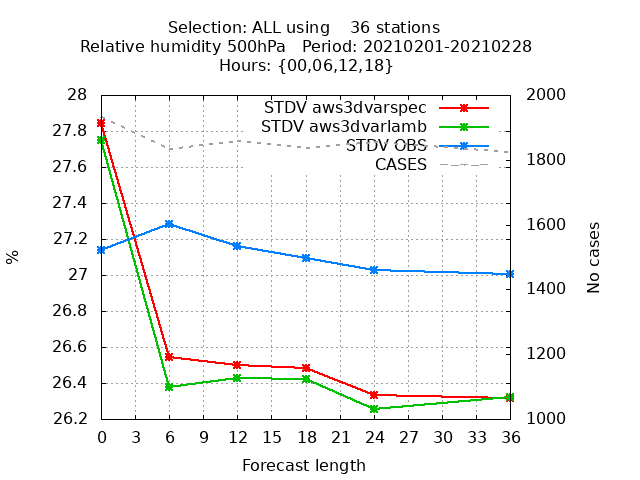 Selection: ALL using    36 stations
Relative humidity 500hPa   Period: 20210201-20210228
Hours: {00,06,12,18}
28
27.8
27.6
27.4
27.2
27
26.8
26.6
26.4
26.2
%
STDV aws3dvarspec
STDV aws3dvarlamb
STDV OBS
CASES
2000
1800
1600
1400
1200
1000
No cases
0 3 6 9 12 15 18 21 24 27 30 33 36
Forecast length